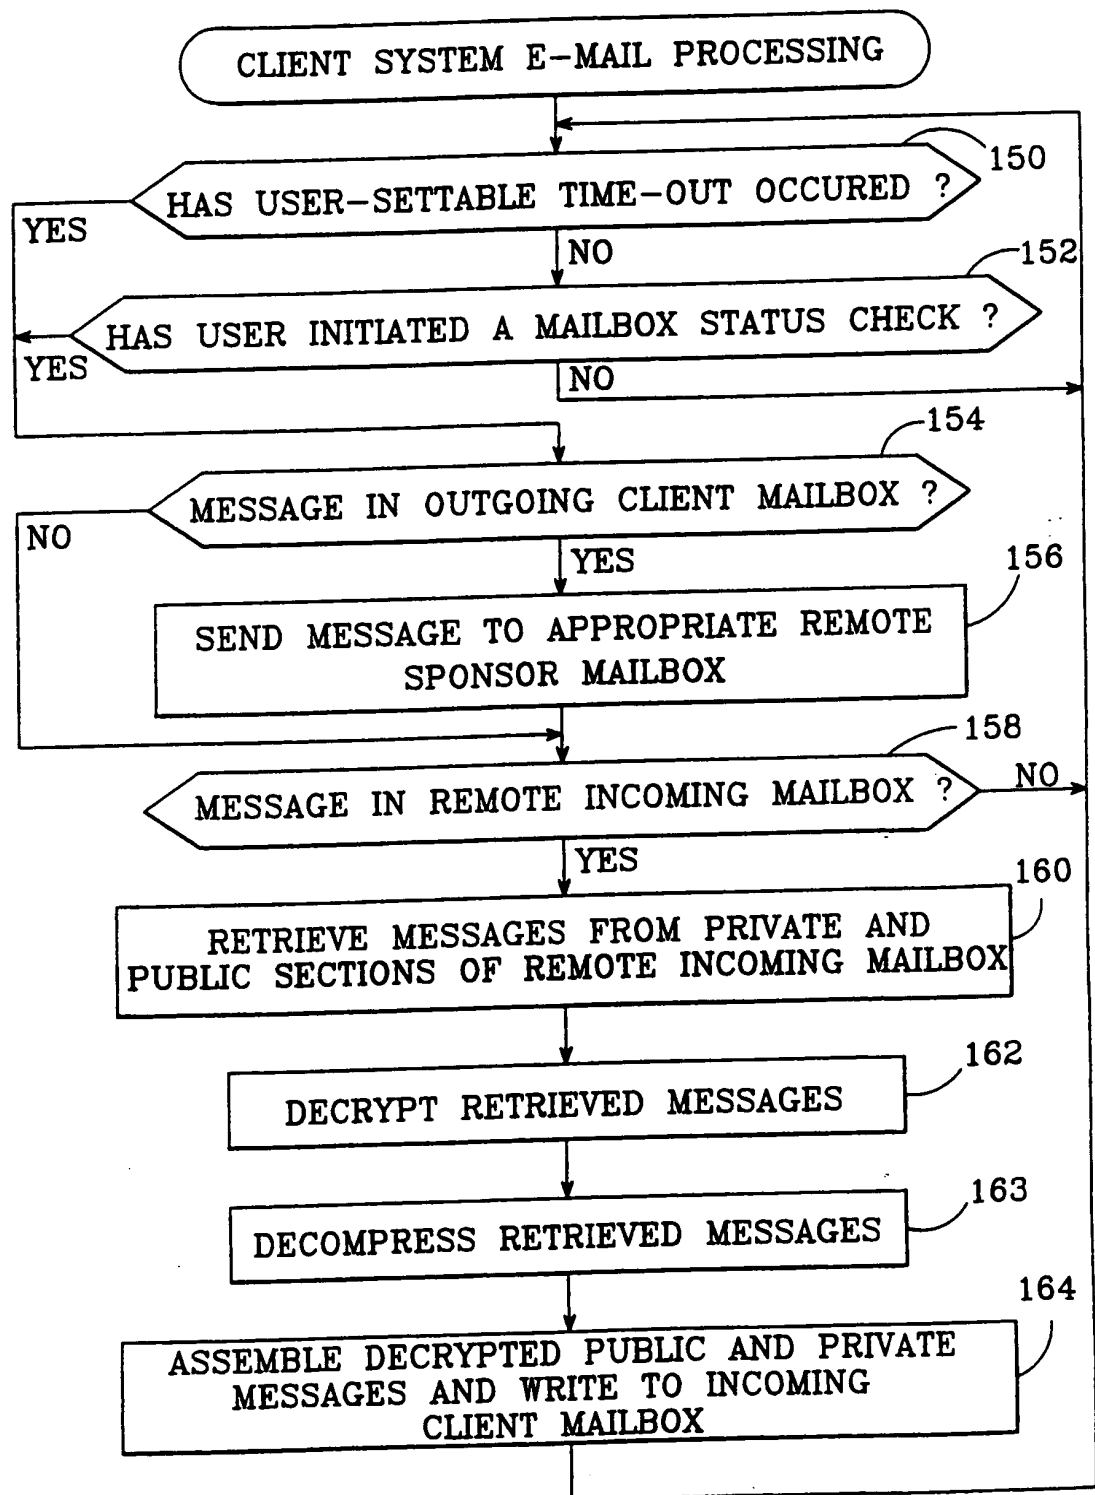 CLIENT SYSTEM E-MAIL PROCESSING
150
HAS USER-SETTABLE TIME-OUT OCCURED ?
YES
NO
152
HAS USER INITIATED A MAILBOX STATUS CHECK ?
YES
NO
154
MESSAGE IN OUTGOING CLIENT MAILBOX ?
NO
YES
156
SEND MESSAGE TO APPROPRIATE REMOTE
SPONSOR MAILBOX
158
MESSAGE IN REMOTE INCOMING MAILBOX ?
NO
YES
160
RETRIEVE MESSAGES FROM PRIVATE AND
PUBLIC SECTIONS OF REMOTE INCOMING MAILBOX
162
DECRYPT RETRIEVED MESSAGES
163
DECOMPRESS RETRIEVED MESSAGES
164
ASSEMBLE DECRYPTED PUBLIC AND PRIVATE
MESSAGES AND WRITE TO INCOMING
CLIENT MAILBOX